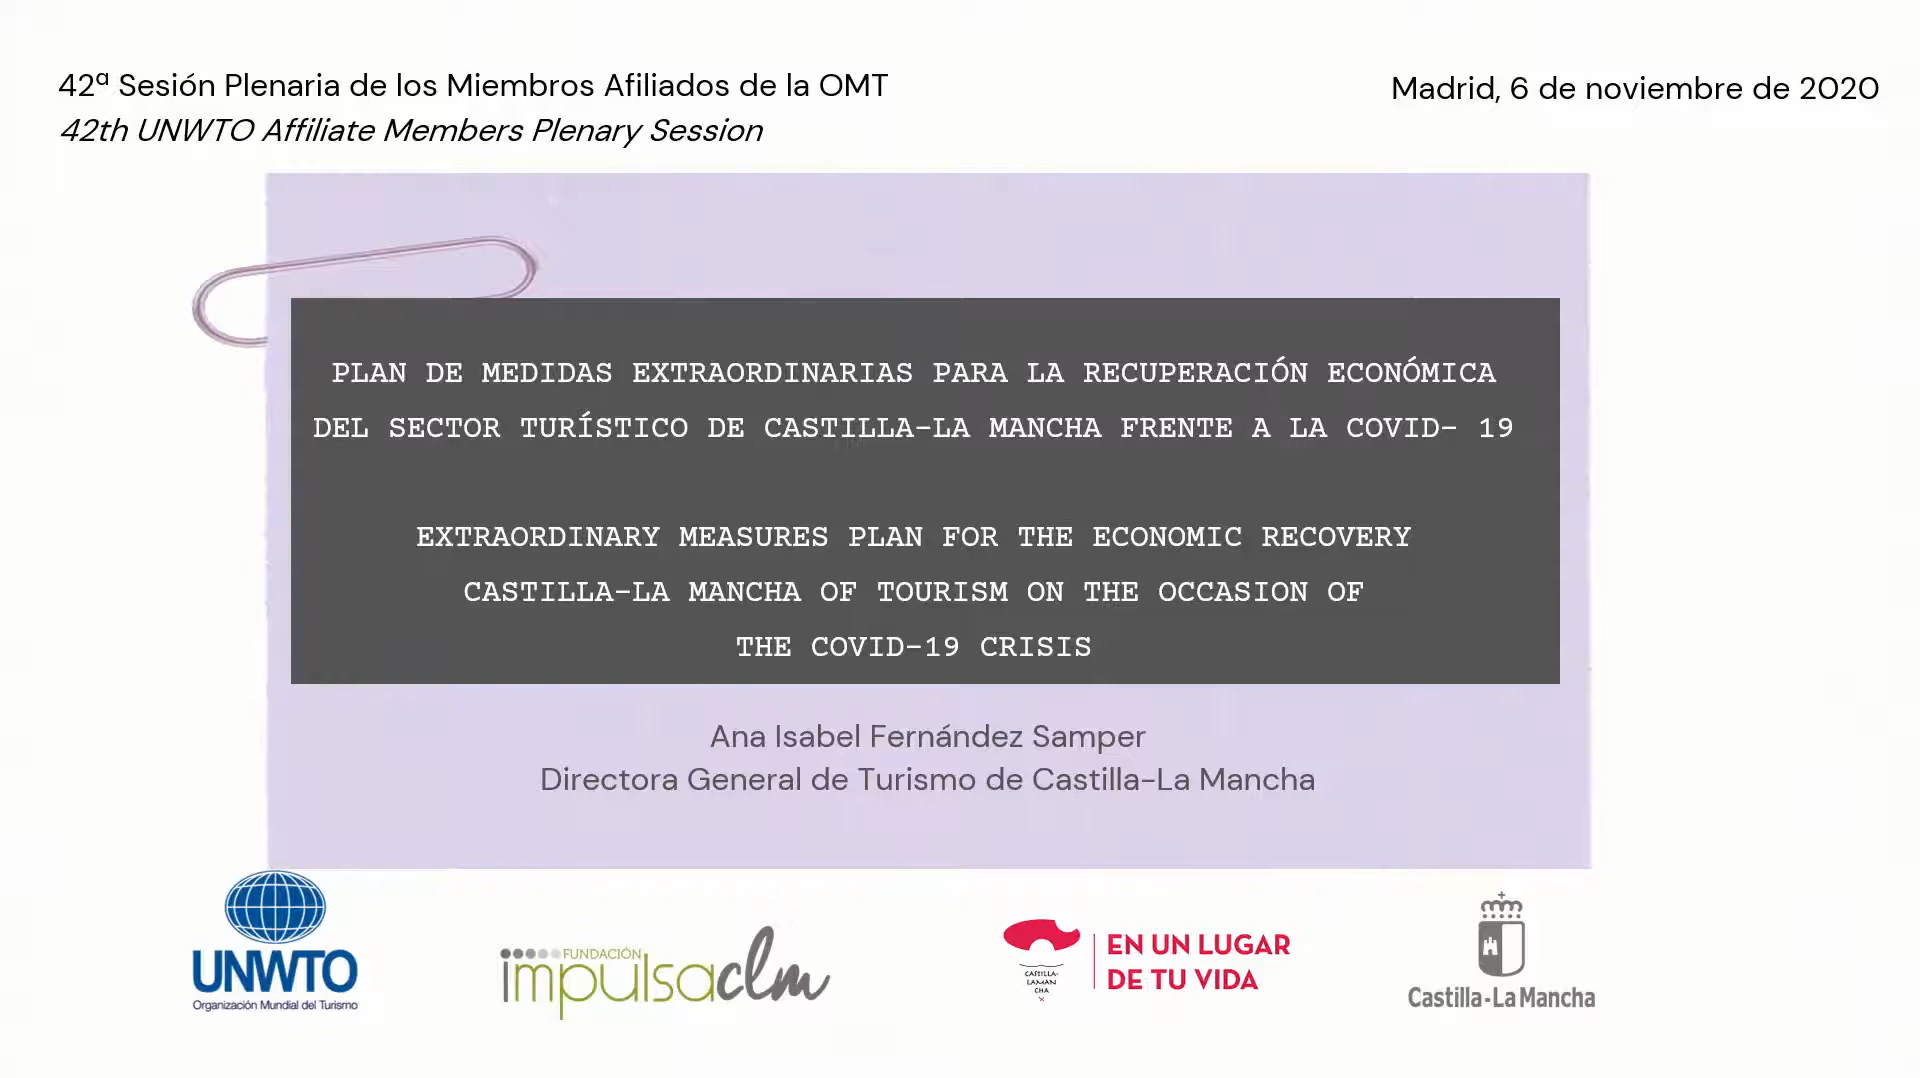 42ª Sesión Plenaria de los Miembros Afiliados de la OMT
42th UNWTO Affiliate Members Plenary Session
Madrid, 6 de noviembre de 2020
PLAN DE MEDIDAS EXTRAORDINARIAS PARA LA RECUPERACIÓN ECONÓMICA
DEL SECTOR TURÍSTICO DE CASTILLA-LA MANCHA FRENTE A LA COVID- 19
EXTRAORDINARY MEASURES PLAN FOR THE ECONOMIC RECOVERY
CASTILLA-LA MANCHA OF TOURISM ON THE OCCASION OF
THE COVID-19 CRISIS
Ana Isabel Fernández Samper
Directora General de Turismo de Castilla-La Mancha
UNWTO
Organización Mundial del Turismo
FUNDACIÓN
impulsaclm
CASTILLA-
LAMAN
CHA
EN UN LUGAR
DE TU VIDA
Castilla-La Mancha